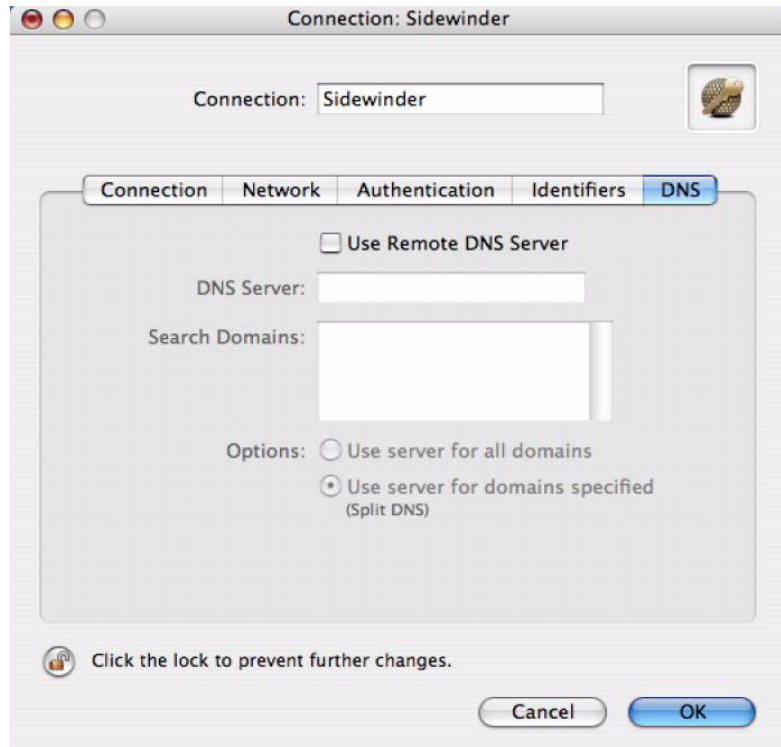 Connection: Sidewinder
Connection: Sidewinder
Connection Network Authentication Identifiers DNS
Use Remote DNS Server
DNS Server:
Search Domains:
Options: Use server for all domains
Use server for domains specified
(Split DNS)
Click the lock to prevent further changes.
Cancel OK